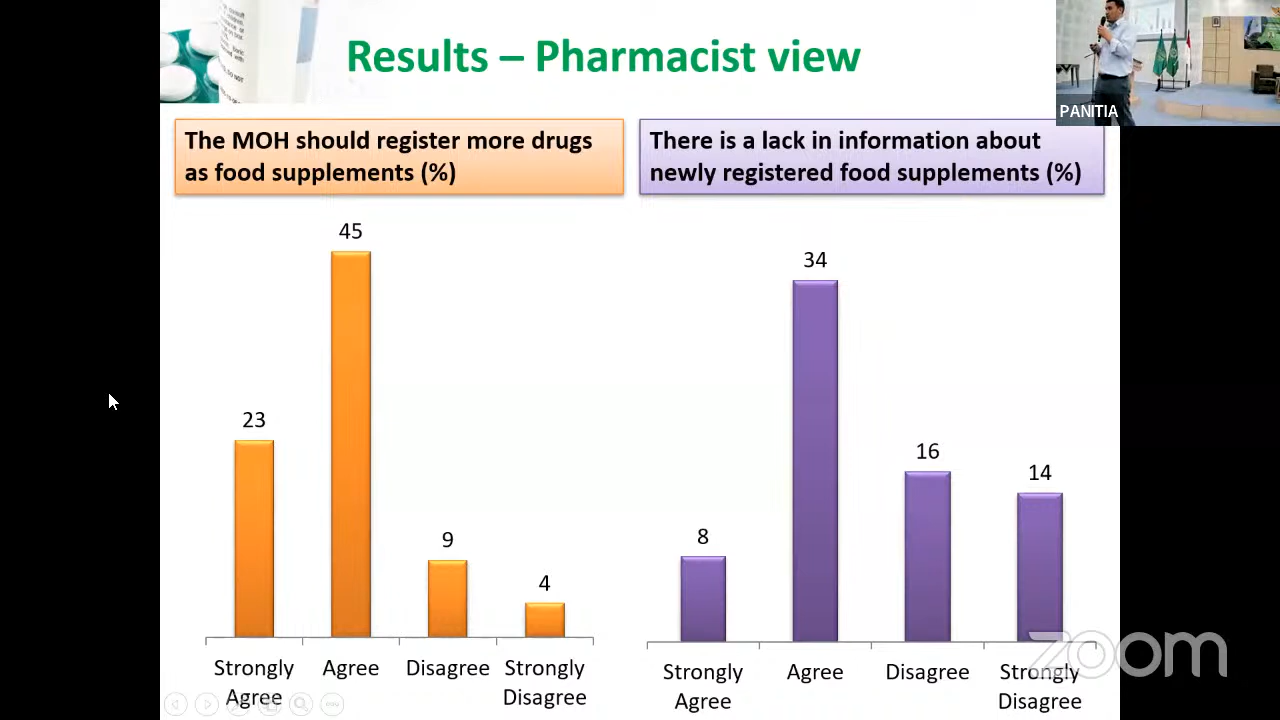 Results – Pharmacist view
PANITIA
The MOH should register more drugs
as food supplements (%)
45
23
9
4
Strongly
Agree
Agree
Disagree
Strongly
Disagree
There is a lack in information about
newly registered food supplements (%)
34
16
14
8
Strongly
Agree
Agree
Disagree
Strongly
Disagree
zoom